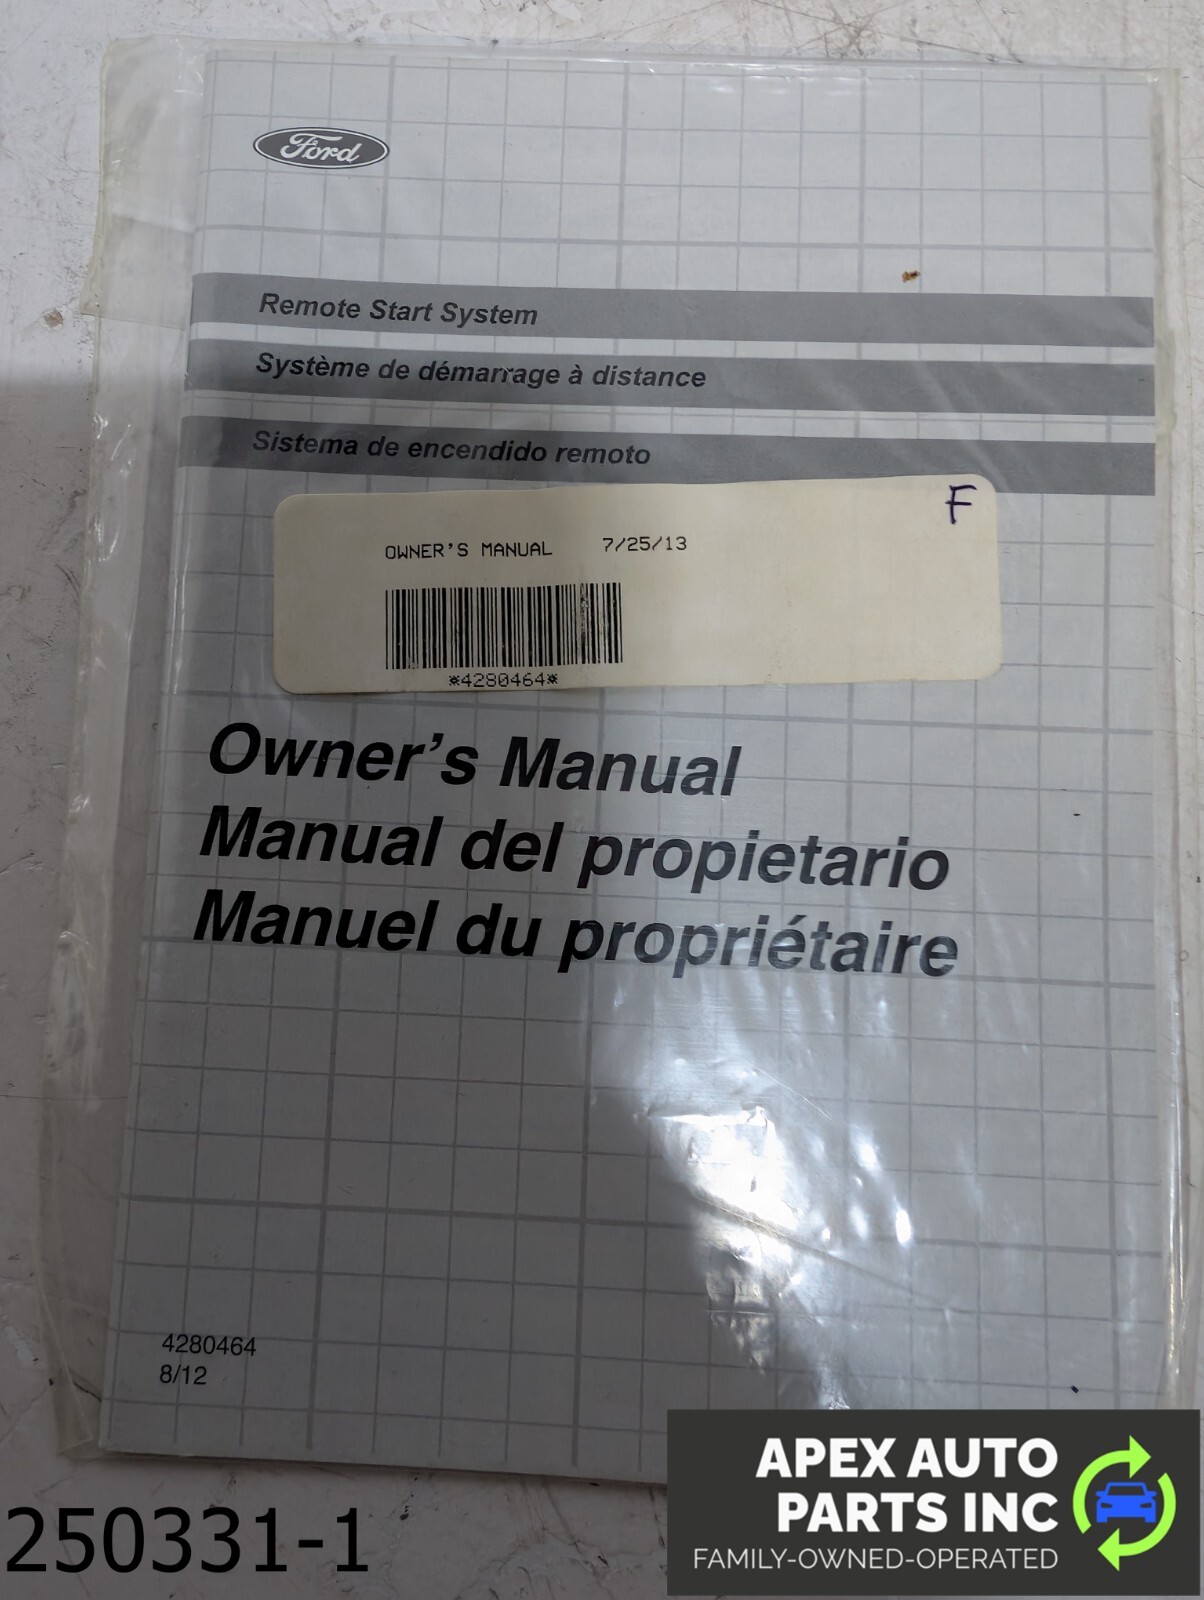 Ford
Remote Start System
Système de démarrage à distance
Sistema de encendido remoto
F
OWNER'S MANUAL 7/25/13
*4280464*
Owner's Manual
Manual del propietario
Manuel du propriétaire
4280464
8/12
250331-1
APEX AUTO
PARTS INC
FAMILY-OWNED-OPERATED